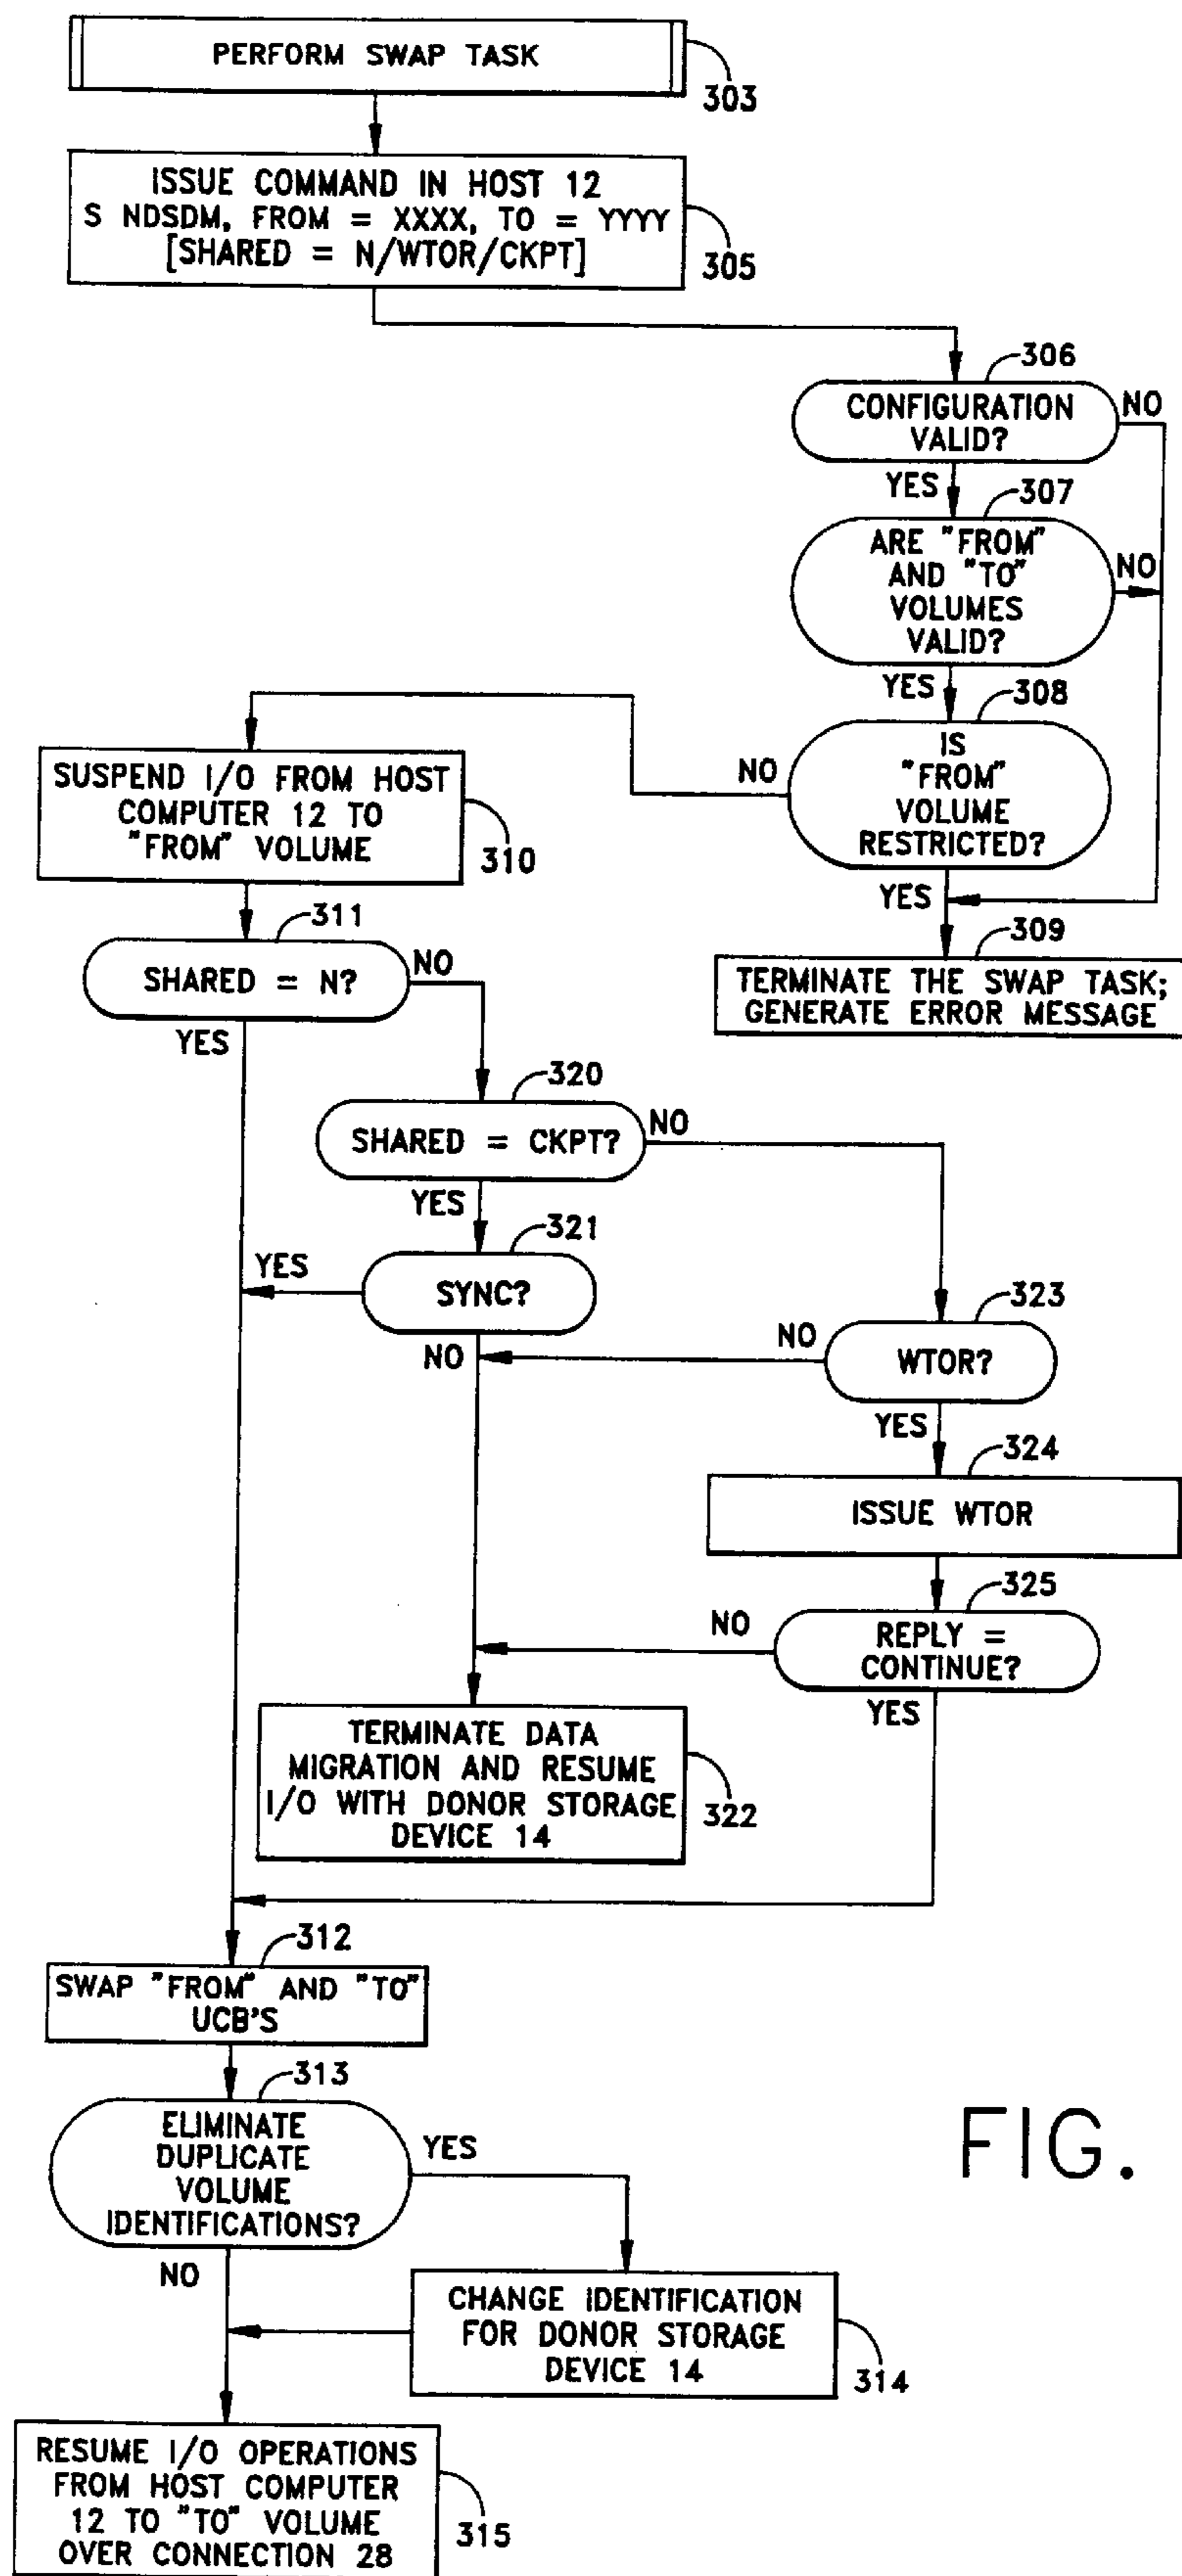 PERFORM SWAP TASK
303
ISSUE COMMAND IN HOST 12
S NDSDM, FROM = XXXX, TO = YYYY
[SHARED = N/WTOR/CKPT]
305
306
CONFIGURATION
VALID?
NO
YES
307
ARE "FROM"
AND "TO"
VOLUMES
VALID?
NO
YES
308
IS
"FROM"
VOLUME
RESTRICTED?
NO
YES
SUSPEND I/O FROM HOST
COMPUTER 12 TO
"FROM" VOLUME
310
309
TERMINATE THE SWAP TASK;
GENERATE ERROR MESSAGE
311
SHARED = N?
NO
YES
320
SHARED = CKPT?
NO
YES
321
SYNC?
YES
NO
323
WTOR?
NO
YES
324
ISSUE WTOR
325
REPLY =
CONTINUE?
NO
YES
TERMINATE DATA
MIGRATION AND RESUME
I/O WITH DONOR STORAGE
DEVICE 14
322
312
SWAP "FROM" AND "TO"
UCB'S
313
ELIMINATE
DUPLICATE
VOLUME
IDENTIFICATIONS?
YES
NO
FIG.
CHANGE IDENTIFICATION
FOR DONOR STORAGE
DEVICE 14
314
RESUME I/O OPERATIONS
FROM HOST COMPUTER
12 TO "TO" VOLUME
OVER CONNECTION 28
315